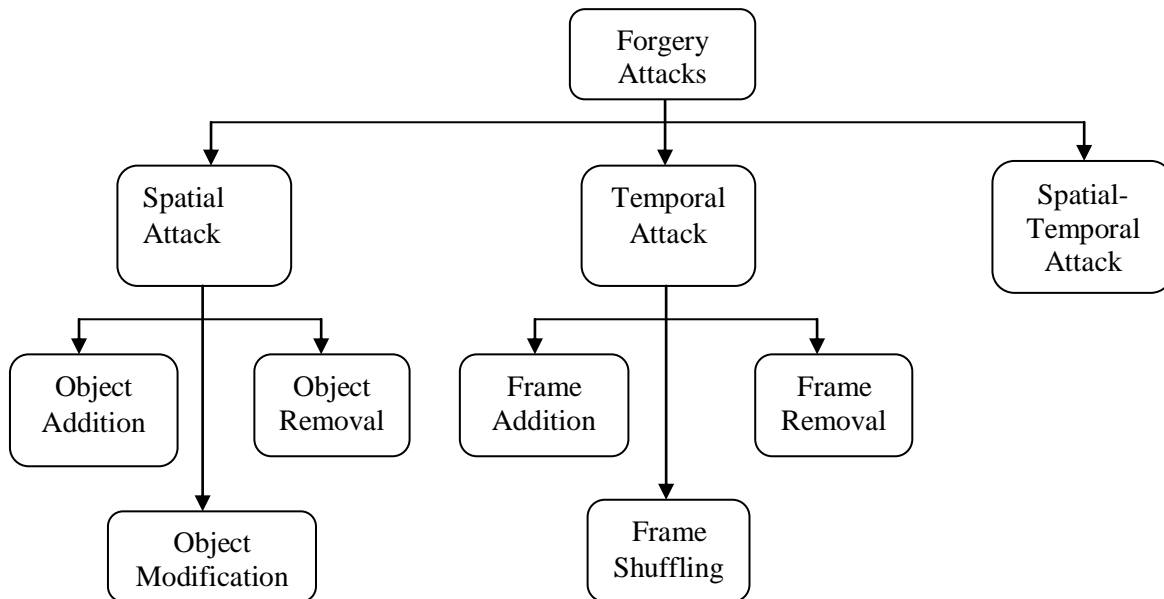 Forgery
Attacks
Spatial
Attack
Temporal
Attack
Spatial-
Temporal
Attack
Object
Addition
Object
Removal
Frame
Addition
Frame
Removal
Object
Modification
Frame
Shuffling